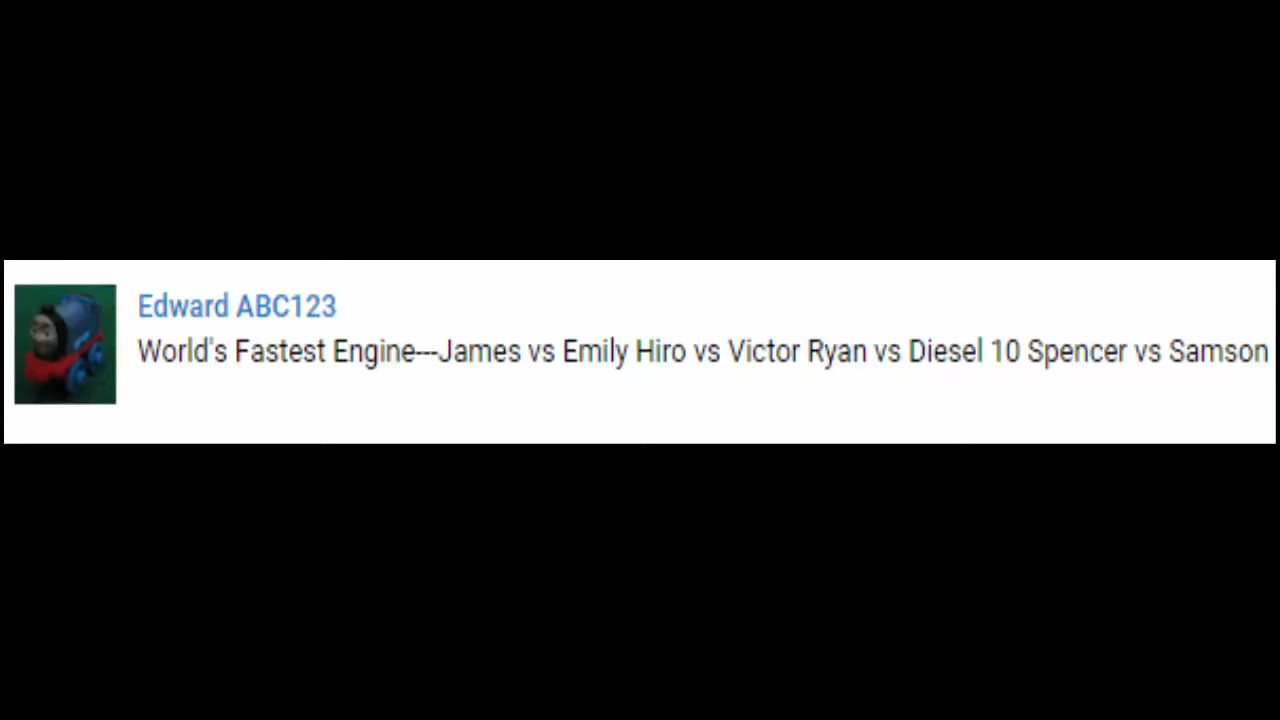 Edward ABC123
World's Fastest Engine---James vs Emily Hiro vs Victor Ryan vs Diesel 10 Spencer vs Samson